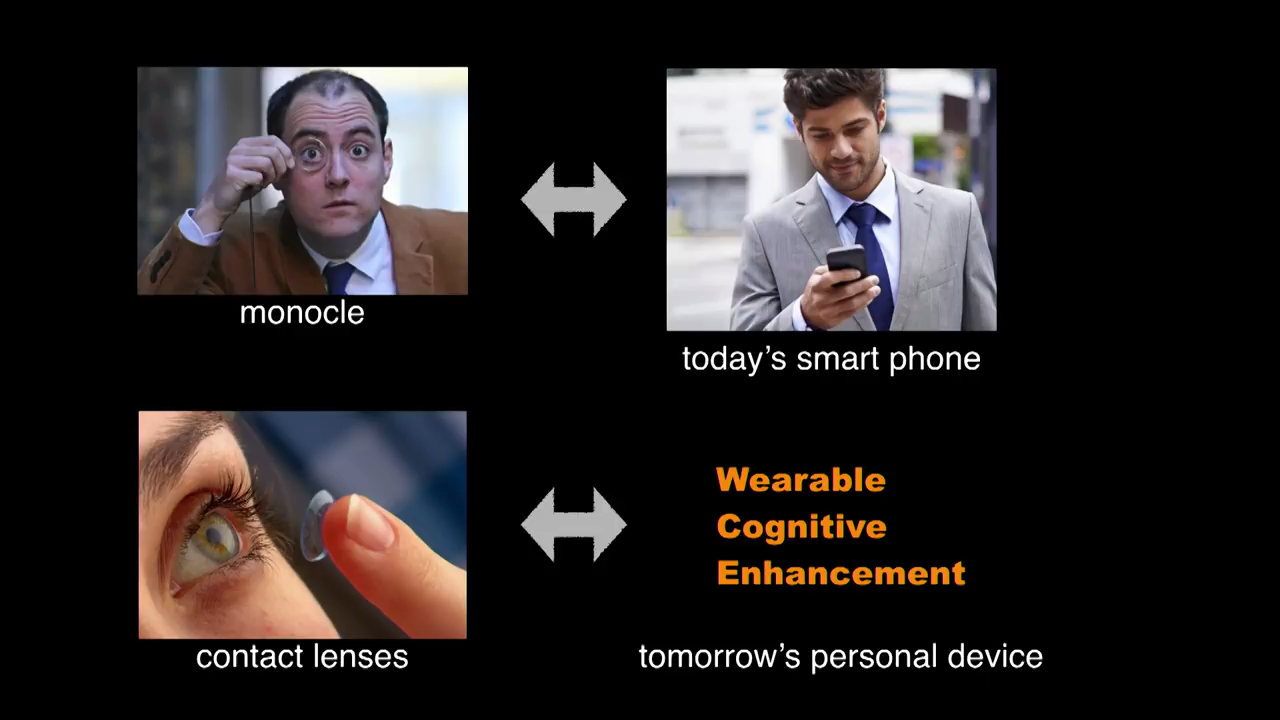 monocle
today's smart phone
Wearable
Cognitive
Enhancement
contact lenses
tomorrow's personal device